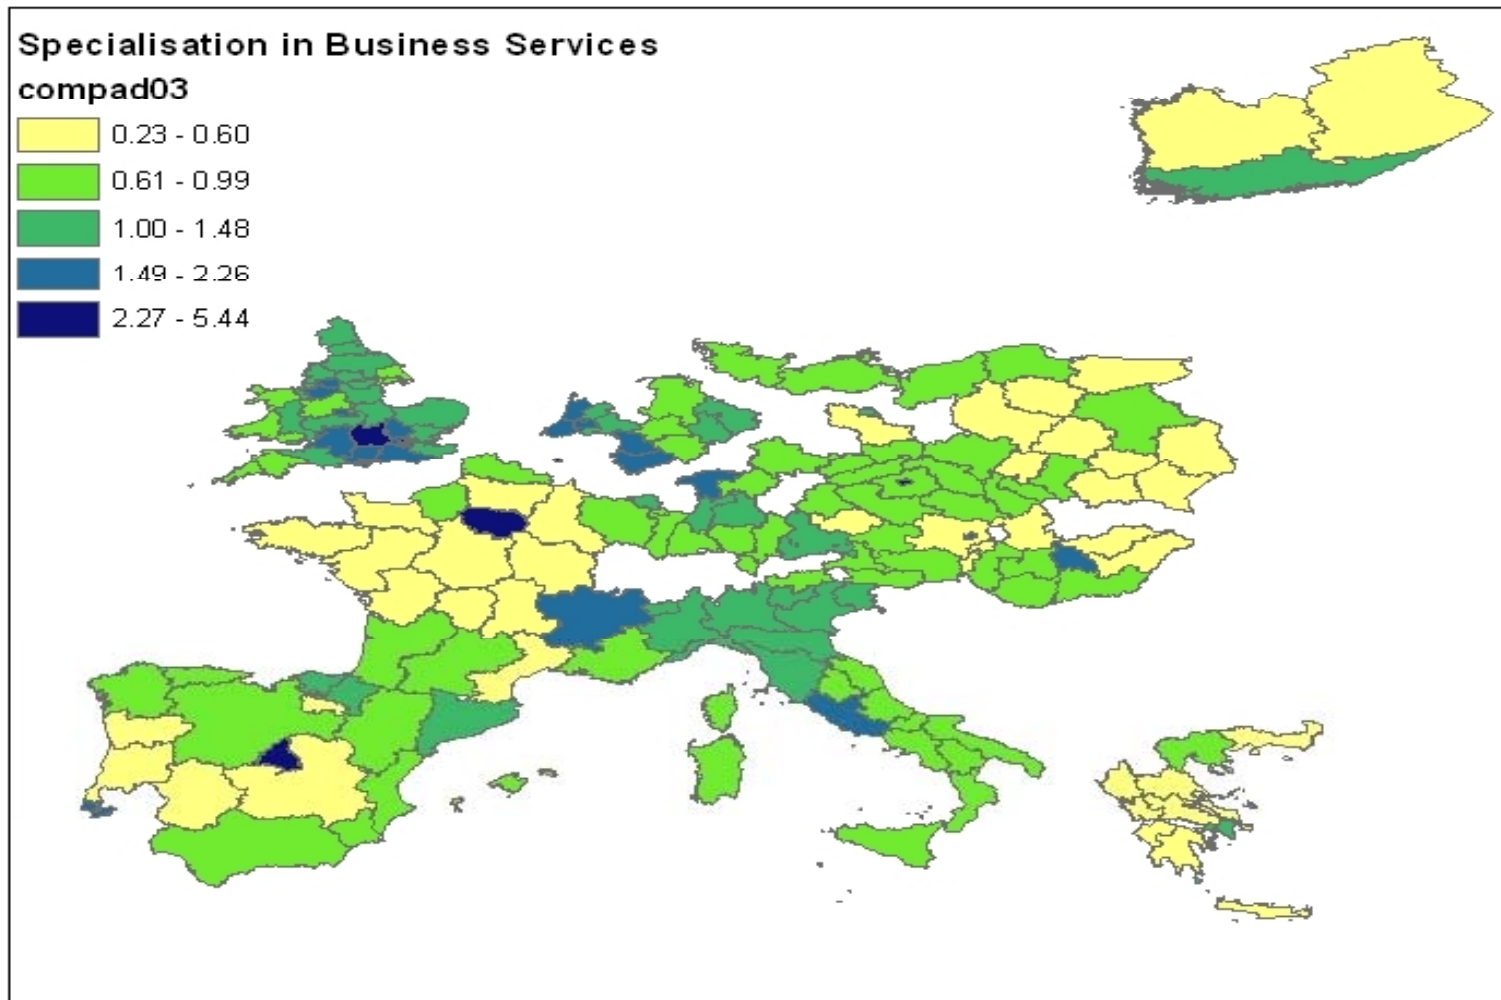 Specialisation in Business Services
compad03
0.23 - 0.60
0.61 - 0.99
1.00 - 1.48
1.49 - 2.26
2.27 - 5.44